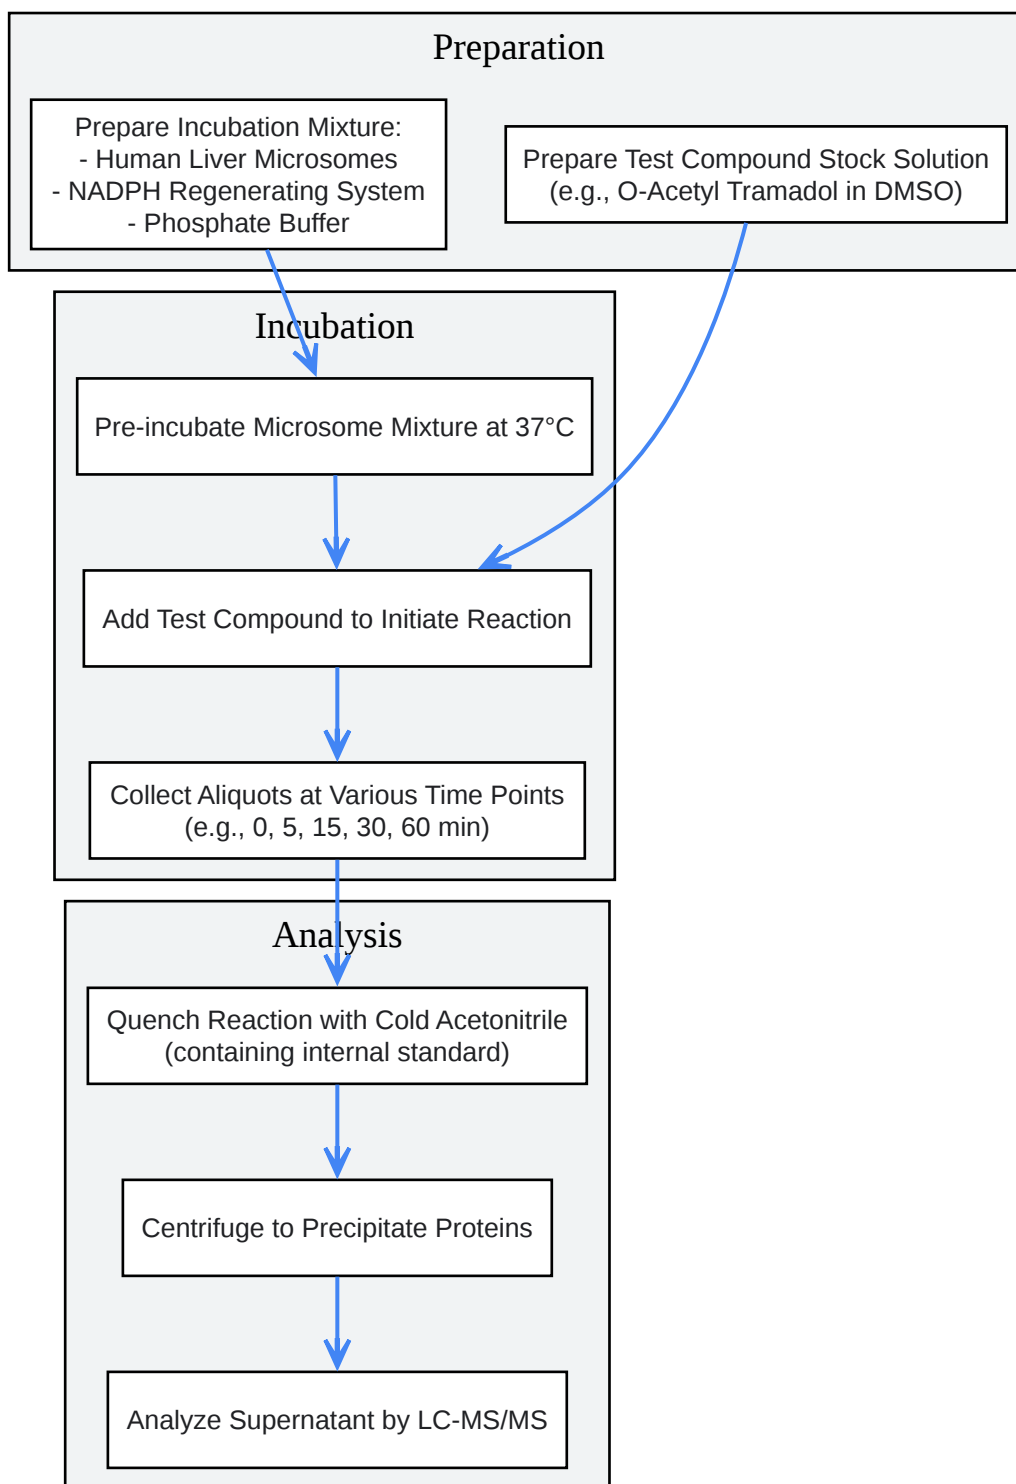 Preparation
Prepare Incubation Mixture:
- Human Liver Microsomes
- NADPH Regenerating System
- Phosphate Buffer
Prepare Test Compound Stock Solution
(e.g., O-Acetyl Tramadol in DMSO)
Incubation
Pre-incubate Microsome Mixture at 37°C
Add Test Compound to Initiate Reaction
Collect Aliquots at Various Time Points
(e.g., 0, 5, 15, 30, 60 min)
Analysis
Quench Reaction with Cold Acetonitrile
(containing internal standard)
Centrifuge to Precipitate Proteins
Analyze Supernatant by LC-MS/MS